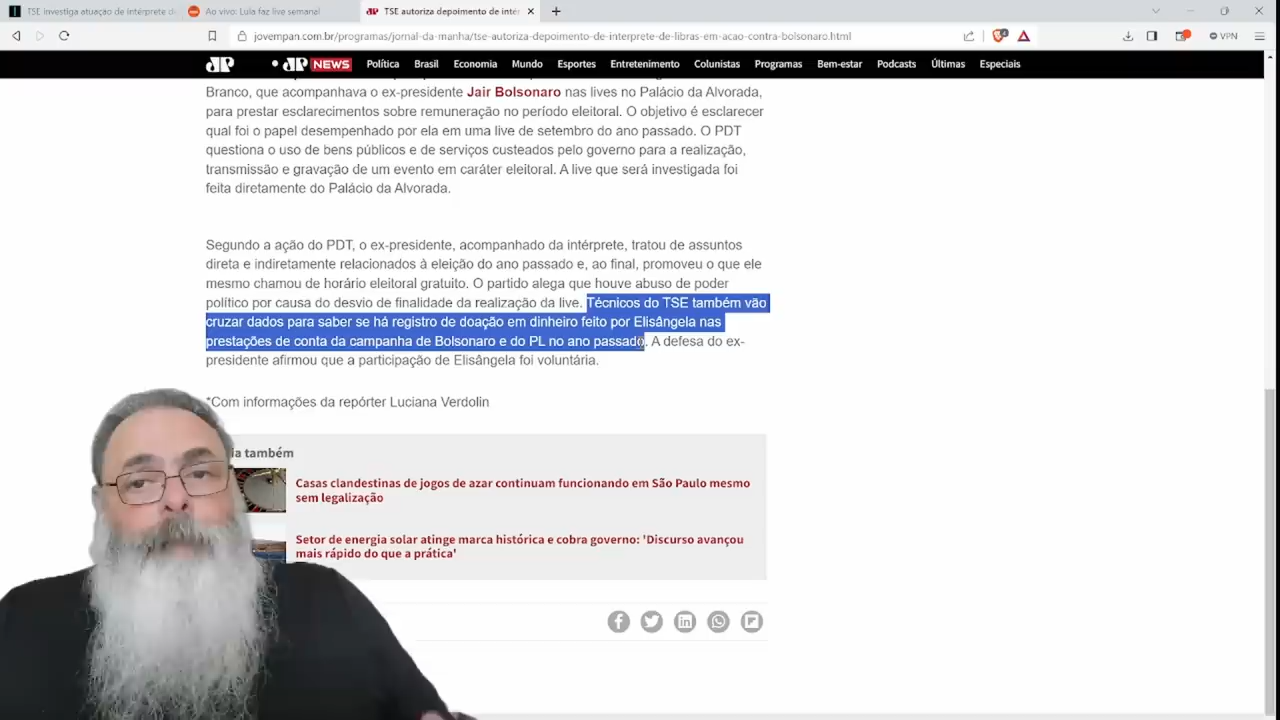 TSE investiga atuação de intérprete d
Ao vivo: Lula faz live semanal
TSE autoriza depoimento de intér
jovempan.com.br/programas/jornal-da-manha/tse-autoriza-depoimento-de-interprete-de-libras-em-acao-contra-bolsonaro.html
VPN
JP
JP NEWS
Política
Brasil
Economia
Mundo
Esportes
Entretenimento
Colunistas
Programas
Bem-estar
Podcasts
Últimas
Especiais
Branco, que acompanhava o ex-presidente Jair Bolsonaro nas lives no Palácio da Alvorada,
para prestar esclarecimentos sobre remuneração no período eleitoral. O objetivo é esclarecer
qual foi o papel desempenhado por ela em uma live de setembro do ano passado. O PDT
questiona o uso de bens públicos e de serviços custeados pelo governo para a realização,
transmissão e gravação de um evento em caráter eleitoral. A live que será investigada foi
feita diretamente do Palácio da Alvorada.
Segundo a ação do PDT, o ex-presidente, acompanhado da intérprete, tratou de assuntos
direta e indiretamente relacionados à eleição do ano passado e, ao final, promoveu o que ele
mesmo chamou de horário eleitoral gratuito. O partido alega que houve abuso de poder
político por causa do desvio de finalidade da realização da live. Técnicos do TSE também vão
cruzar dados para saber se há registro de doação em dinheiro feito por Elisângela nas
prestações de conta da campanha de Bolsonaro e do PL no ano passado. A defesa do ex-
presidente afirmou que a participação de Elisângela foi voluntária.
*Com informações da repórter Luciana Verdolin
ia também
Casas clandestinas de jogos de azar continuam funcionando em São Paulo mesmo
sem legalização
Setor de energia solar atinge marca histórica e cobra governo: 'Discurso avançou
mais rápido do que a prática'